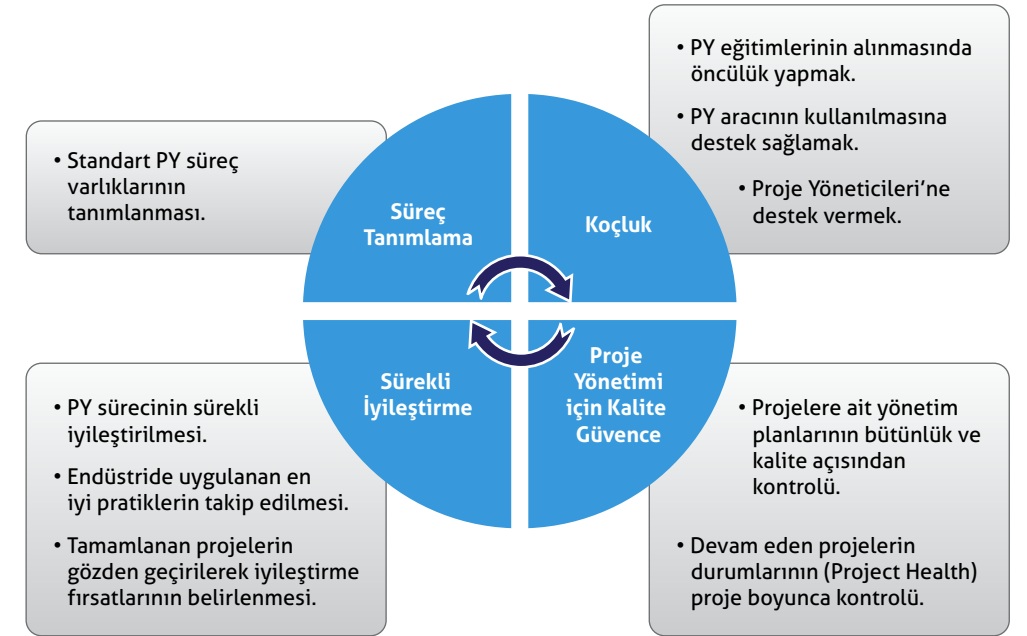 • Standart PY süreç
varlıklarının
tanımlanması.
Süreç
Tanımlama
• PY eğitimlerinin alınmasında
öncülük yapmak.
• PY aracının kullanılmasına
destek sağlamak.
• Proje Yöneticileri’ne
destek vermek.
Koçluk
• PY sürecinin sürekli
iyileştirilmesi.
• Endüstride uygulanan en
iyi pratiklerin takip edilmesi.
• Tamamlanan projelerin
gözden geçirilerek iyileştirme
fırsatlarının belirlenmesi.
Sürekli
İyileştirme
Proje
Yönetimi
için Kalite
Güvence
• Projelere ait yönetim
planlarının bütünlük ve
kalite açısından
kontrolü.
• Devam eden projelerin
durumlarının (Project Health)
proje boyunca kontrolü.